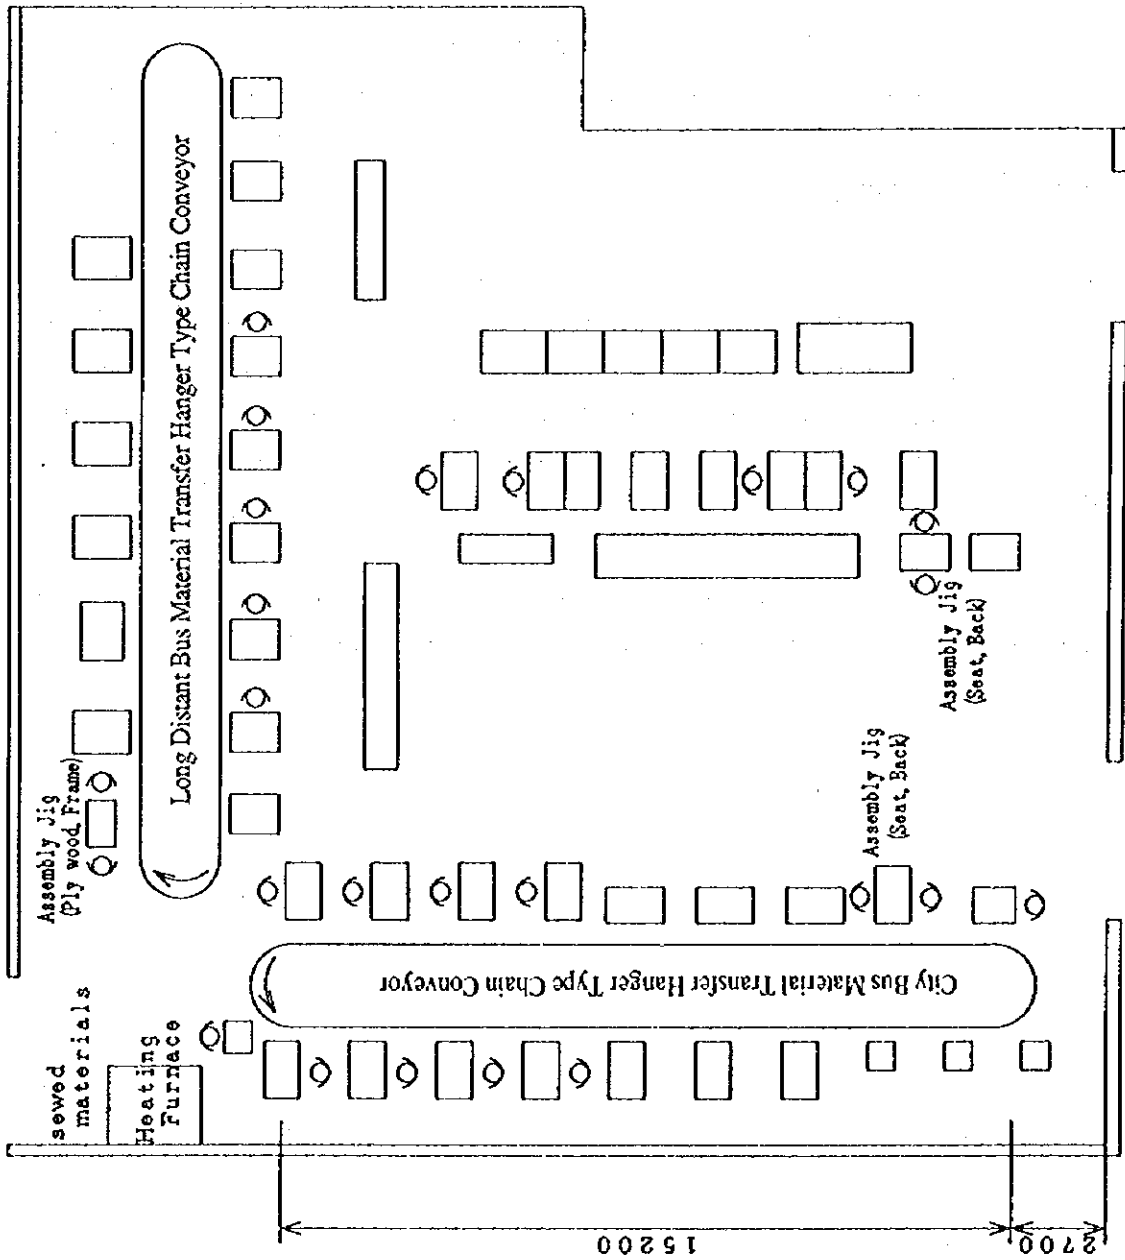 Long Distant Bus Material Transfer Hanger Type Chain Conveyor
Assembly Jig
(Ply wood, Frame)
sewed
materials
Heating
Furnace
City Bus Material Transfer Hanger Type Chain Conveyor
Assembly Jig
(Seat, Back)
Assembly Jig
(Seat, Back)
15200
2700